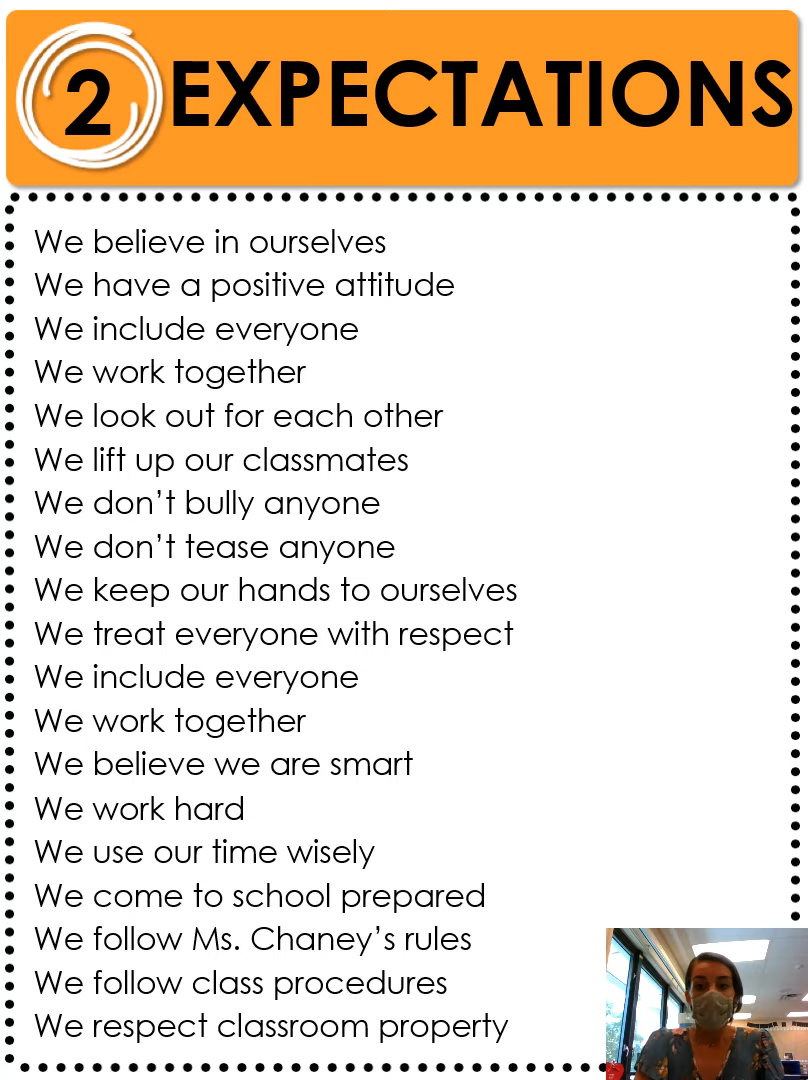 2 EXPECTATIONS
We believe in ourselves
We have a positive attitude
We include everyone
We work together
We look out for each other
We lift up our classmates
We don’t bully anyone
We don’t tease anyone
We keep our hands to ourselves
We treat everyone with respect
We include everyone
We work together
We believe we are smart
We work hard
We use our time wisely
We come to school prepared
We follow Ms. Chaney’s rules
We follow class procedures
We respect classroom property